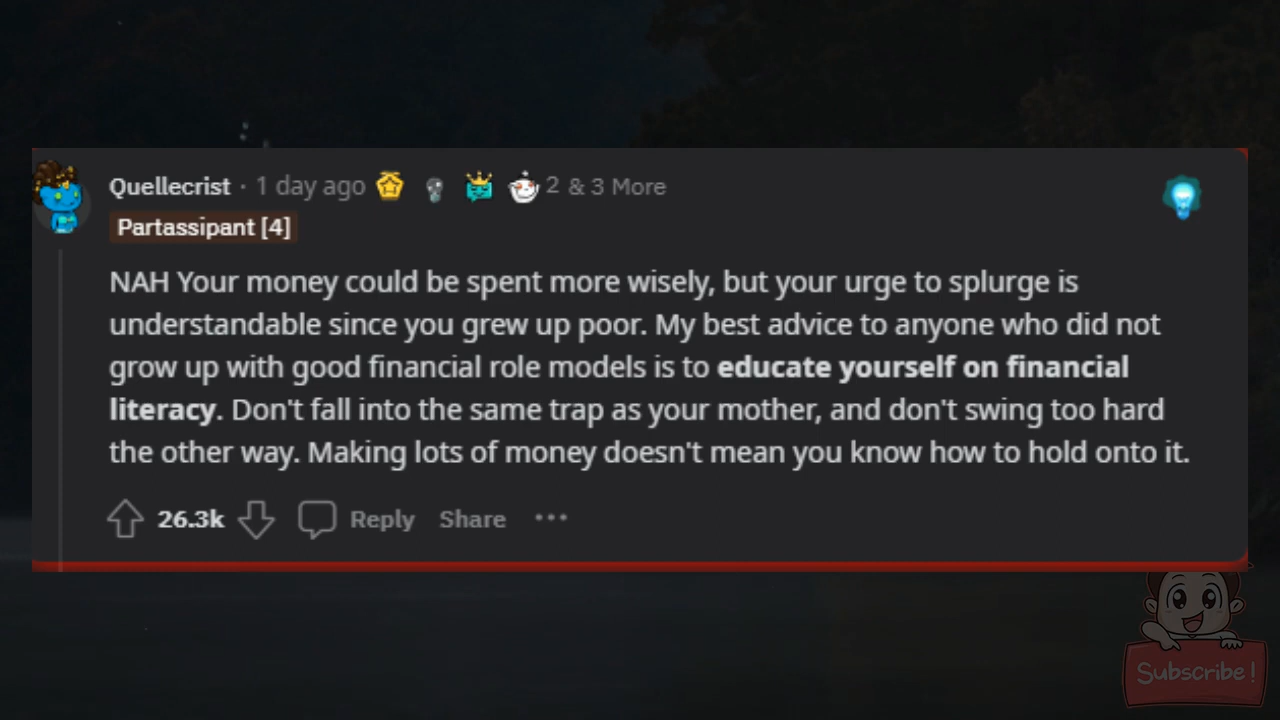 Quellecrist · 1 day ago 2 & 3 More
Partassipant [4]
NAH Your money could be spent more wisely, but your urge to splurge is
understandable since you grew up poor. My best advice to anyone who did not
grow up with good financial role models is to educate yourself on financial
literacy. Don't fall into the same trap as your mother, and don't swing too hard
the other way. Making lots of money doesn't mean you know how to hold onto it.
26.3k Reply Share ···
Subscribe!